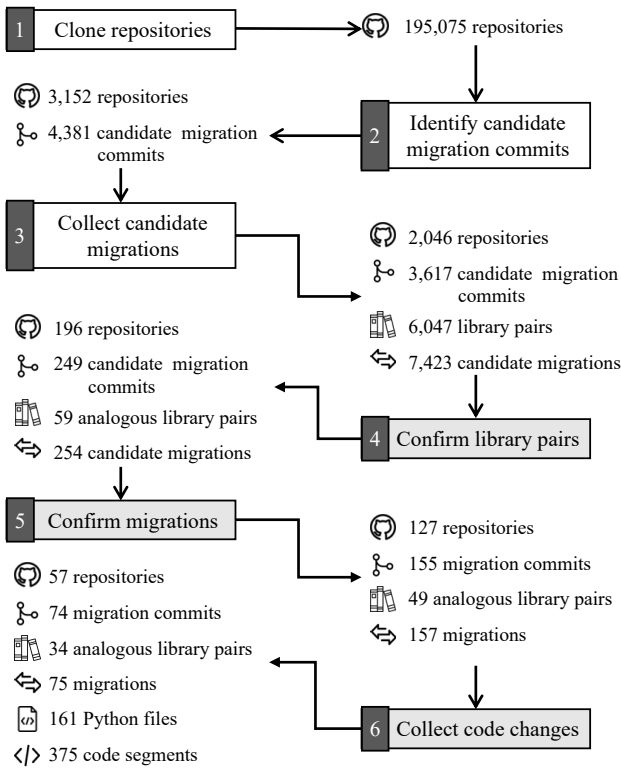 1 Clone repositories
195,075 repositories
2 Identify candidate
migration commits
3,152 repositories
4,381 candidate migration
commits
3 Collect candidate
migrations
2,046 repositories
3,617 candidate migration
commits
6,047 library pairs
7,423 candidate migrations
4 Confirm library pairs
196 repositories
249 candidate migration
commits
59 analogous library pairs
254 candidate migrations
5 Confirm migrations
127 repositories
155 migration commits
49 analogous library pairs
157 migrations
6 Collect code changes
57 repositories
74 migration commits
34 analogous library pairs
75 migrations
161 Python files
375 code segments